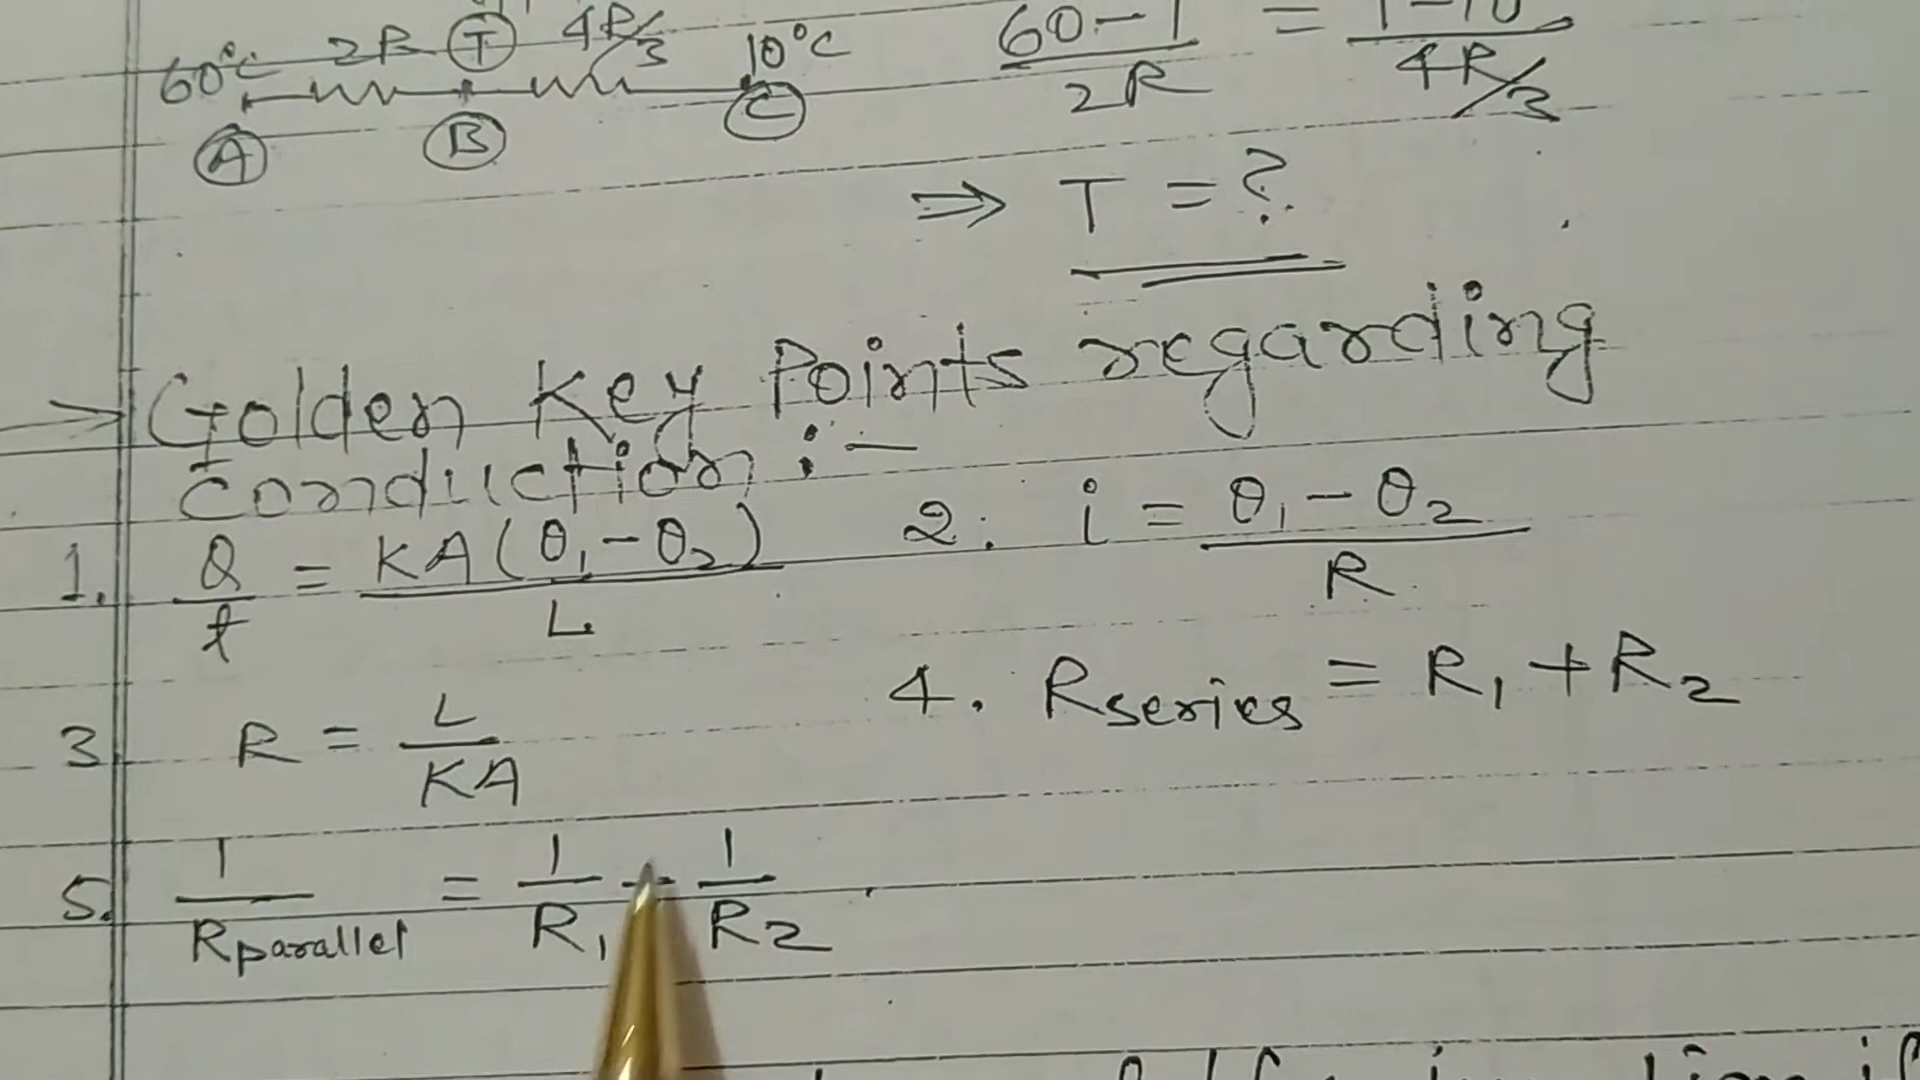 60°C 2R T 4R/3 10°C
A B C
60-T/2R = T-10/4R/3
⇒ T = ?
→ Golden Key Points regarding
conduction :-
1. Q/t = KA(θ₁-θ₂)/L
2. i = θ₁-θ₂/R
3. R = L/KA
4. Rseries = R₁+R₂
5. 1/Rparallel = 1/R₁ + 1/R₂